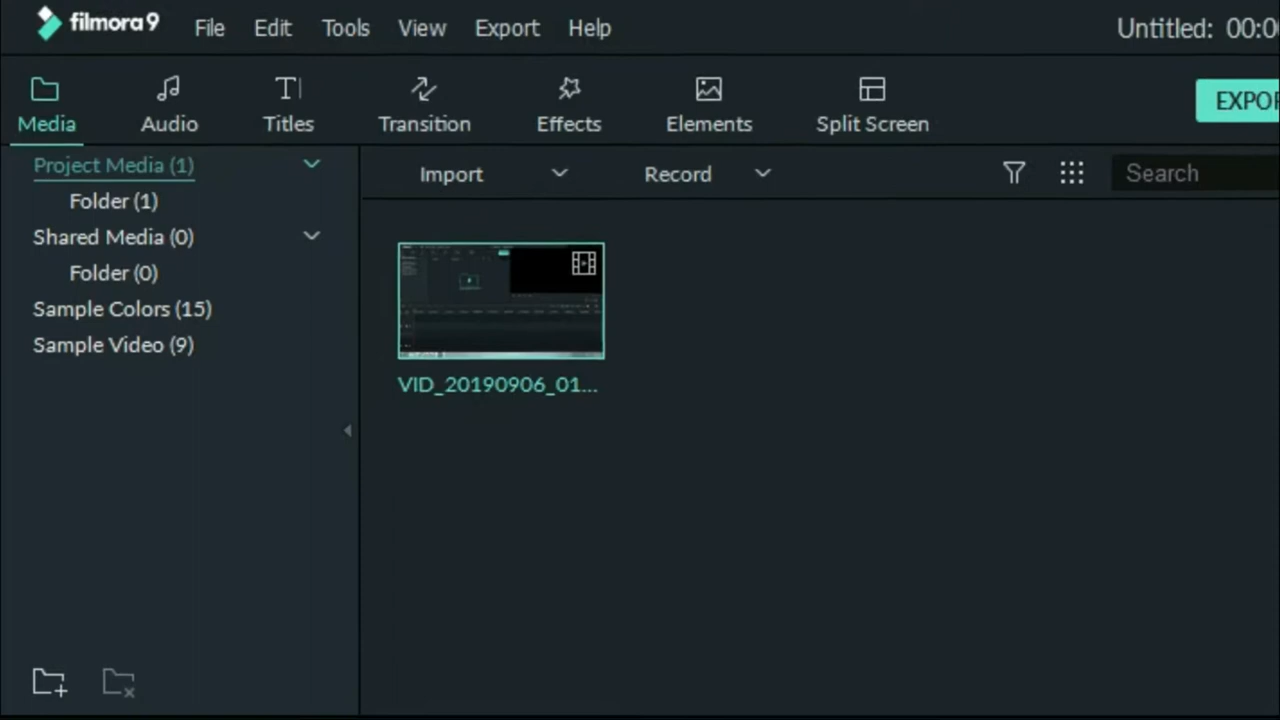 filmora9 File Edit Tools View Export Help Untitled: 00:0
Media Audio Titles Transition Effects Elements Split Screen EXPO
Project Media (1) Import Record Search
Folder (1)
Shared Media (0)
Folder (0)
Sample Colors (15)
Sample Video (9)
VID_20190906_01...